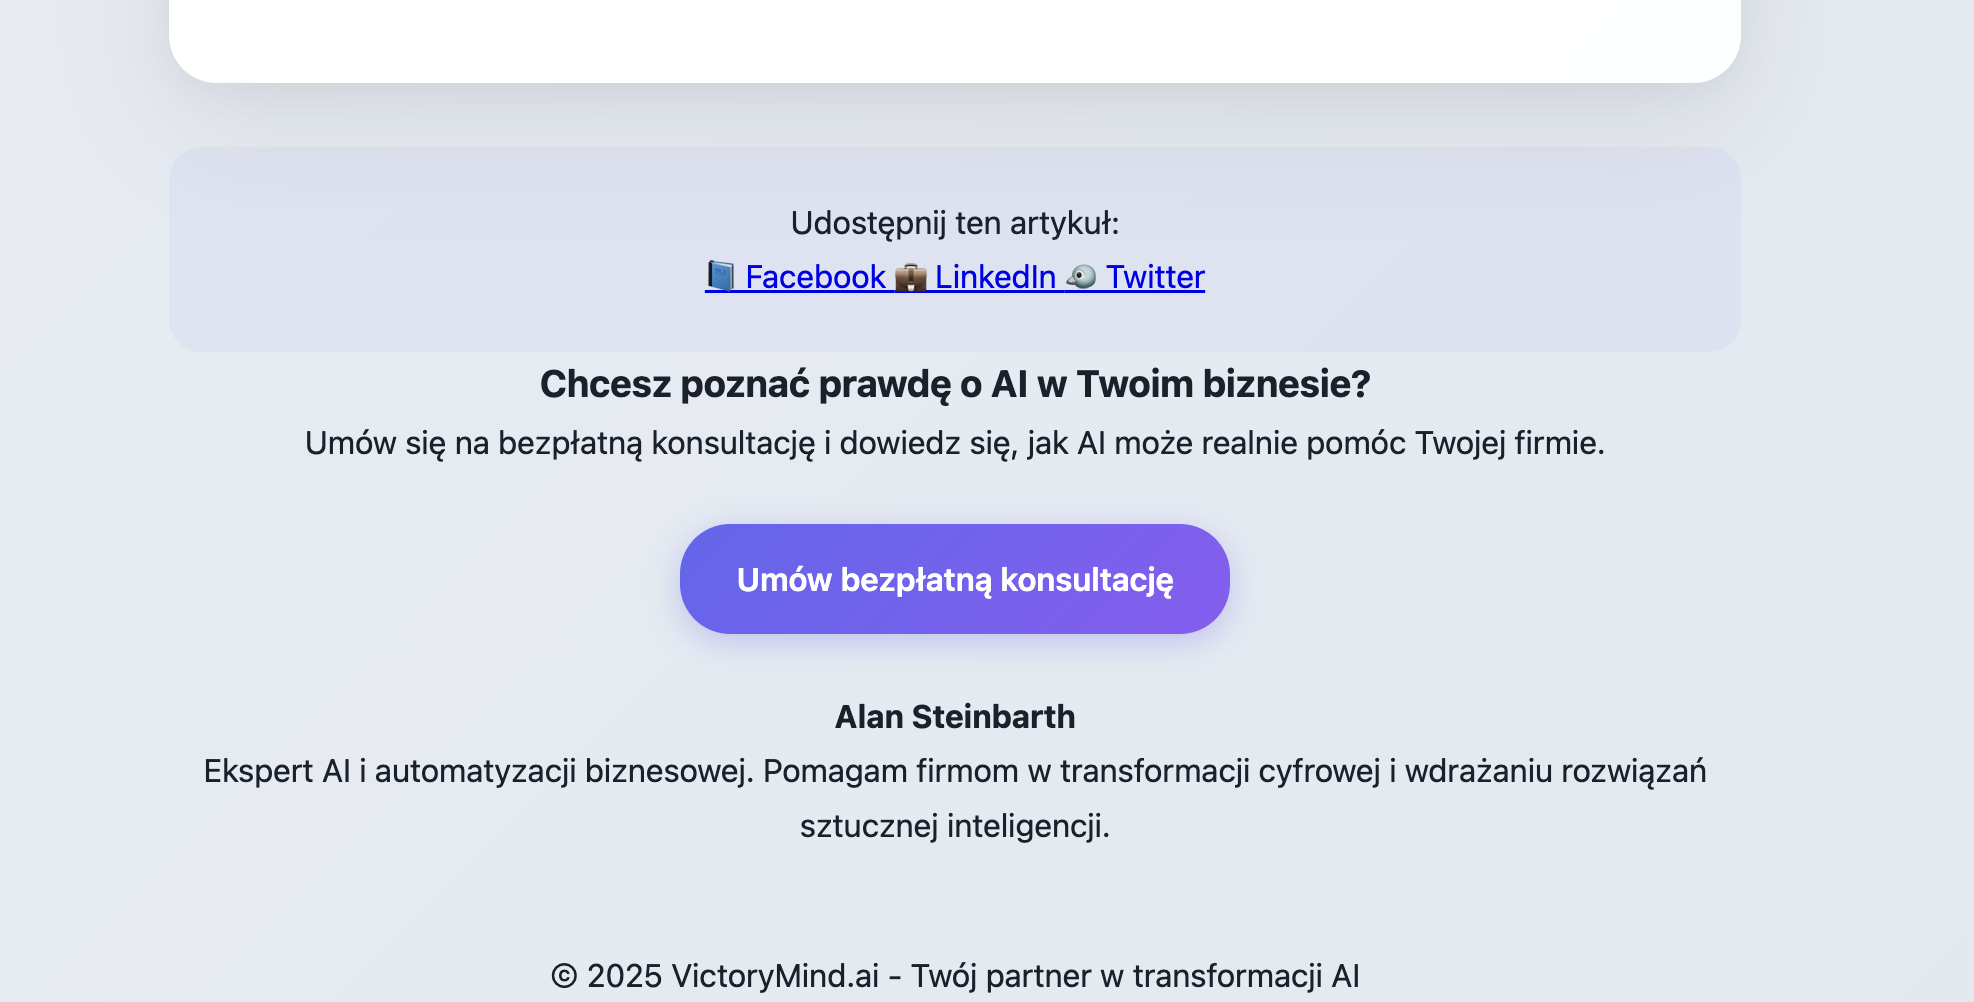 Udostępnij ten artykuł:
📘 Facebook 💼 LinkedIn 🐦 Twitter
Chcesz poznać prawdę o AI w Twoim biznesie?
Umów się na bezpłatną konsultację i dowiedz się, jak AI może realnie pomóc Twojej firmie.
Umów bezpłatną konsultację
Alan Steinbarth
Ekspert AI i automatyzacji biznesowej. Pomagam firmom w transformacji cyfrowej i wdrażaniu rozwiązań
sztucznej inteligencji.
© 2025 VictoryMind.ai - Twój partner w transformacji AI